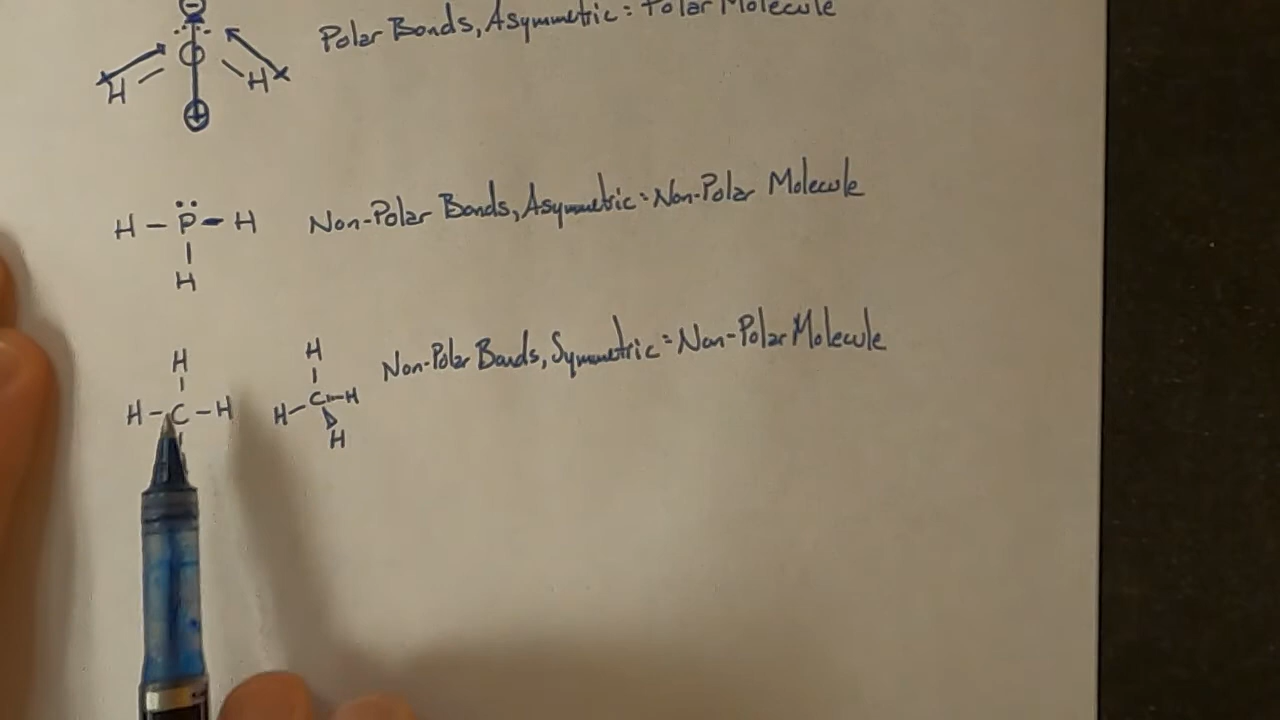 Polar Bonds, Asymmetric = Polar Molecule
H O H
H - P - H
H
Non-Polar Bonds, Asymmetric = Non-Polar Molecule
H
H - C - H
H
H - C - H
H
Non-Polar Bonds, Symmetric = Non-Polar Molecule